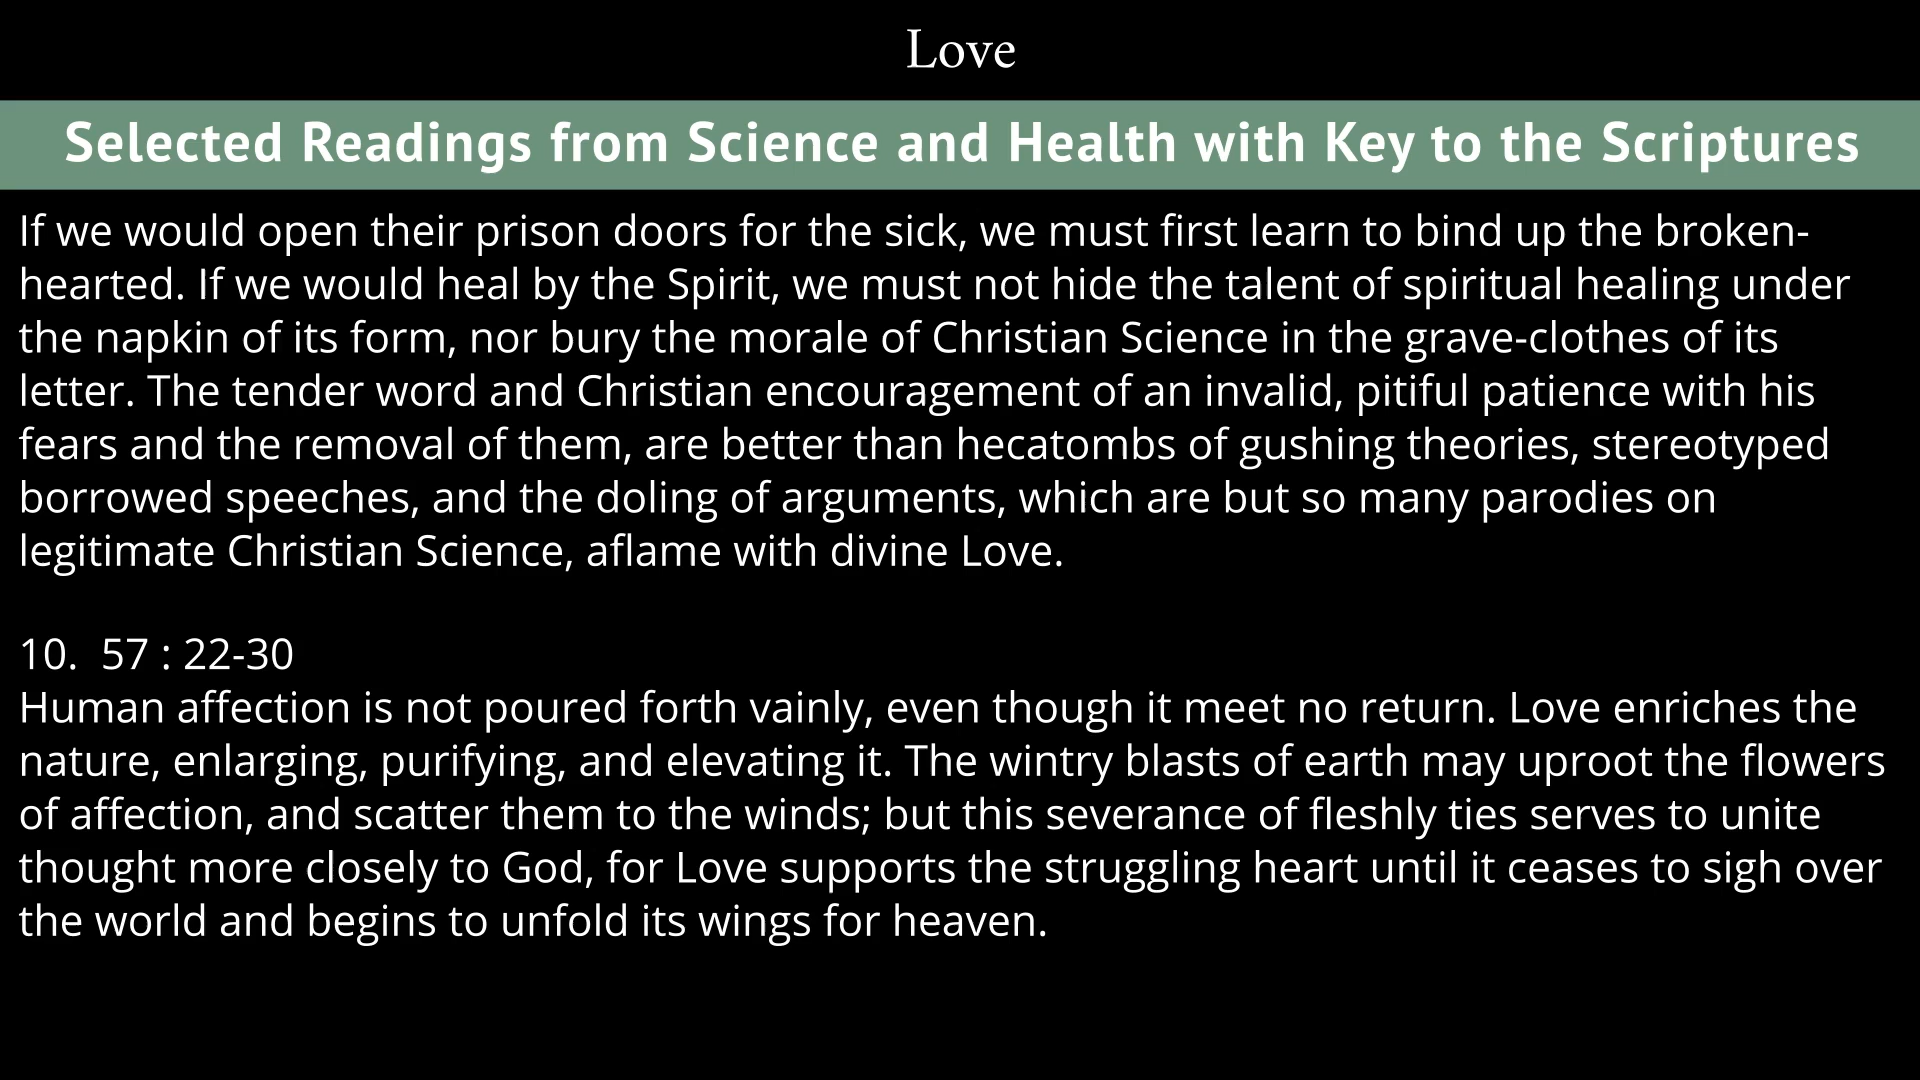 Love
Selected Readings from Science and Health with Key to the Scriptures
If we would open their prison doors for the sick, we must first learn to bind up the broken-
hearted. If we would heal by the Spirit, we must not hide the talent of spiritual healing under
the napkin of its form, nor bury the morale of Christian Science in the grave-clothes of its
letter. The tender word and Christian encouragement of an invalid, pitiful patience with his
fears and the removal of them, are better than hecatombs of gushing theories, stereotyped
borrowed speeches, and the doling of arguments, which are but so many parodies on
legitimate Christian Science, aflame with divine Love.
10.  57 : 22-30
Human affection is not poured forth vainly, even though it meet no return. Love enriches the
nature, enlarging, purifying, and elevating it. The wintry blasts of earth may uproot the flowers
of affection, and scatter them to the winds; but this severance of fleshly ties serves to unite
thought more closely to God, for Love supports the struggling heart until it ceases to sigh over
the world and begins to unfold its wings for heaven.